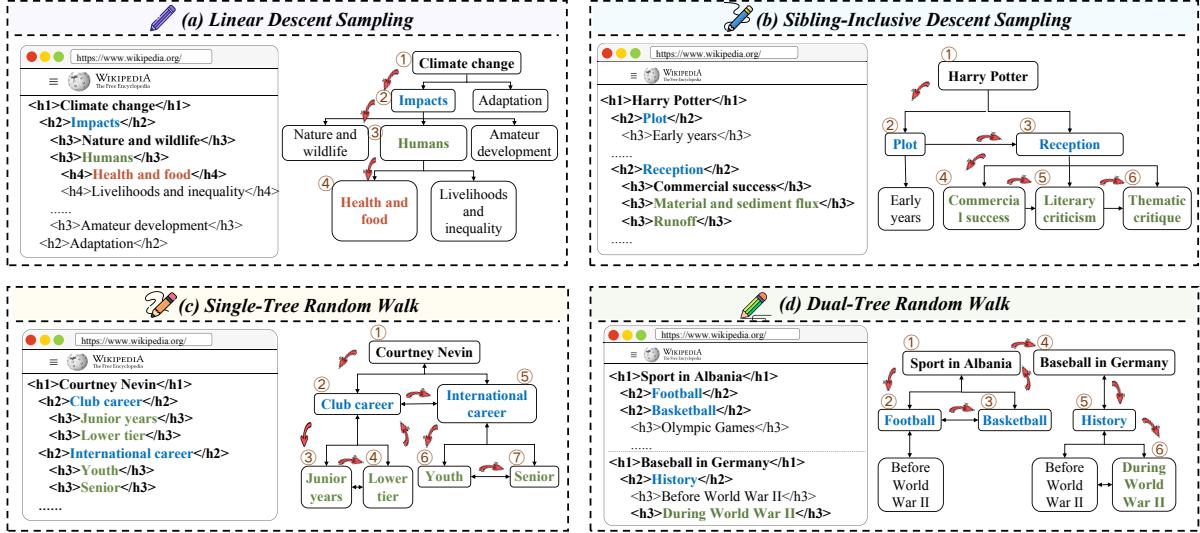 (a) Linear Descent Sampling
https://www.wikipedia.org/
WIKIPEDIA
The Free Encyclopedia
<h1>Climate change</h1>
<h2>Impacts</h2>
<h3>Nature and wildlife</h3>
<h3>Humans</h3>
<h4>Health and food</h4>
<h4>Livelihoods and inequality</h4>
......
<h3>Amateur development</h3>
<h2>Adaptation</h2>
①
Climate change
②
Impacts
Adaptation
Nature and
wildlife
③
Humans
Amateur
development
④
Health and
food
Livelihoods
and
inequality
(b) Sibling-Inclusive Descent Sampling
https://www.wikipedia.org/
WIKIPEDIA
The Free Encyclopedia
<h1>Harry Potter</h1>
<h2>Plot</h2>
<h3>Early years</h3>
......
<h2>Reception</h2>
<h3>Commercial success</h3>
<h3>Material and sediment flux</h3>
<h3>Runoff</h3>
......
①
Harry Potter
②
Plot
③
Reception
④
⑤
⑥
Early
years
Commercia
l success
Literary
criticism
Thematic
critique
(c) Single-Tree Random Walk
https://www.wikipedia.org/
WIKIPEDIA
The Free Encyclopedia
<h1>Courtney Nevin</h1>
<h2>Club career</h2>
<h3>Junior years</h3>
<h3>Lower tier</h3>
<h2>International career</h2>
<h3>Youth</h3>
<h3>Senior</h3>
......
①
Courtney Nevin
②
Club career
⑤
International
career
③
Junior
years
④
Lower
tier
⑥
Youth
⑦
Senior
(d) Dual-Tree Random Walk
https://www.wikipedia.org/
WIKIPEDIA
The Free Encyclopedia
<h1>Sport in Albania</h1>
<h2>Football</h2>
<h2>Basketball</h2>
<h3>Olympic Games</h3>
......
<h1>Baseball in Germany</h1>
<h2>History</h2>
<h3>Before World War II</h3>
<h3>During World War II</h3>
①
Sport in Albania
④
Baseball in Germany
②
Football
③
Basketball
⑤
History
⑥
Before
World
War II
Before
World
War II
During
World
War II